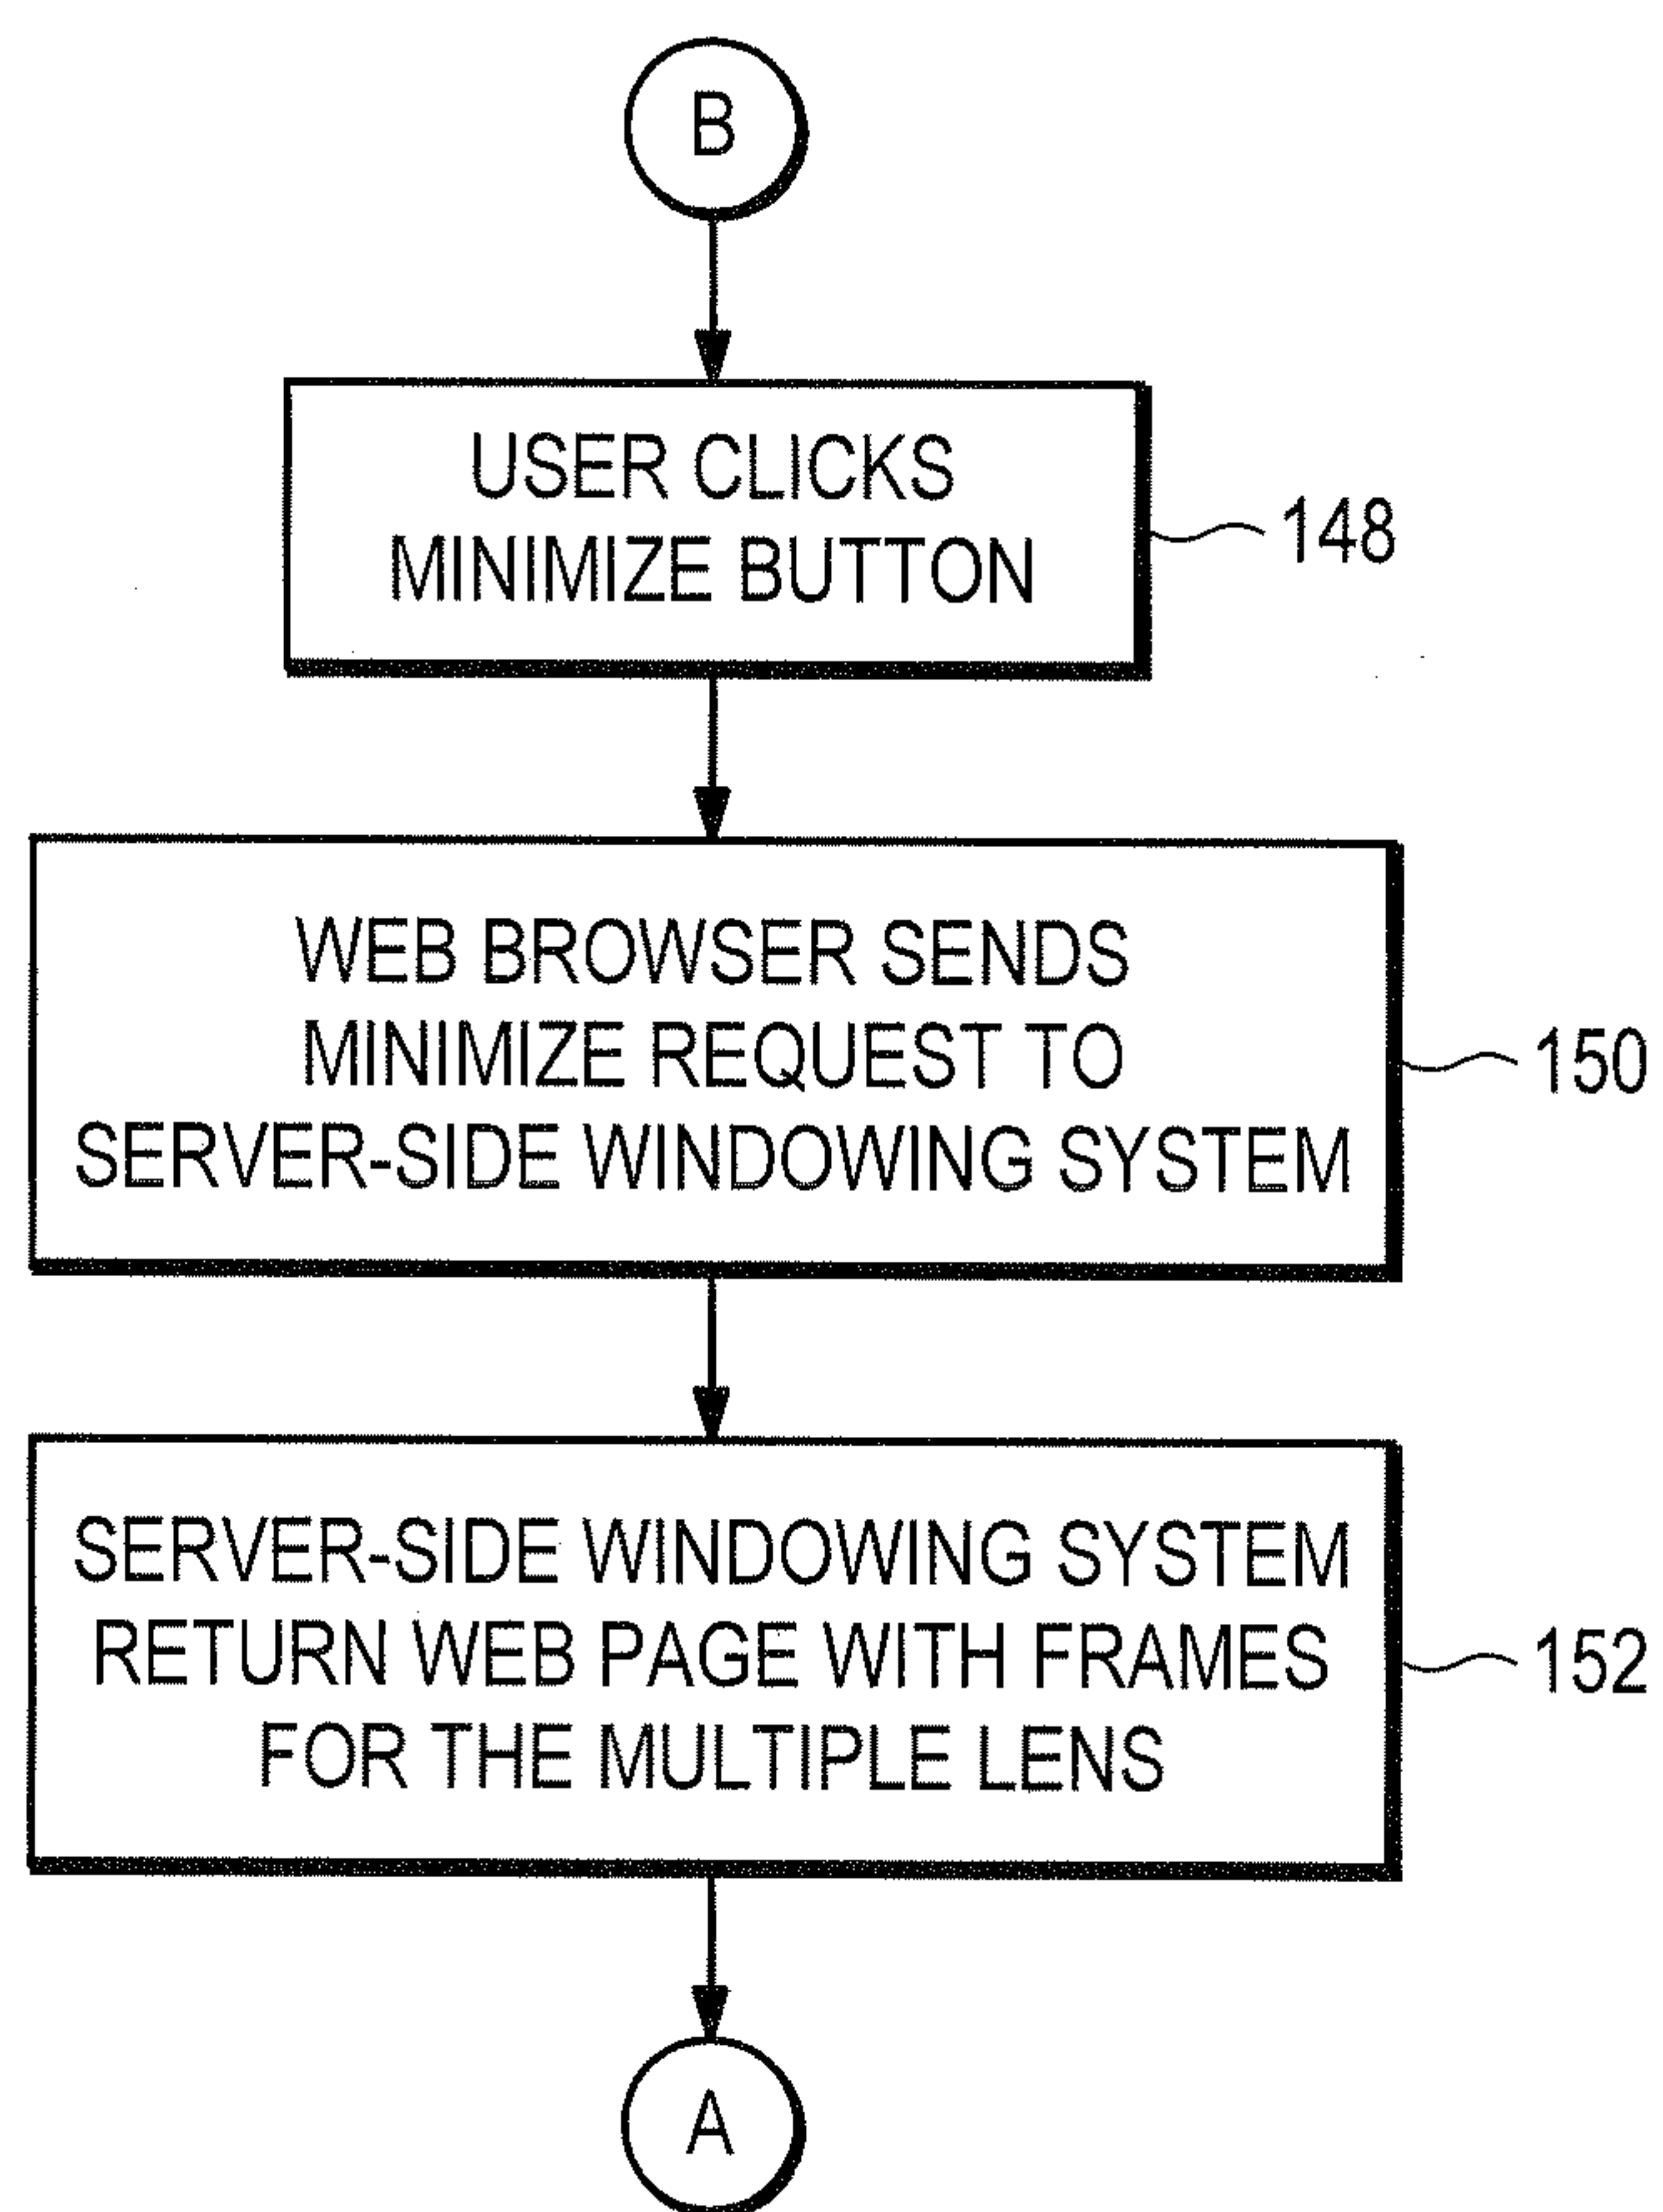 B
USER CLICKS
MINIMIZE BUTTON
148
WEB BROWSER SENDS
MINIMIZE REQUEST TO
SERVER-SIDE WINDOWING SYSTEM
150
SERVER-SIDE WINDOWING SYSTEM
RETURN WEB PAGE WITH FRAMES
FOR THE MULTIPLE LENS
152
A